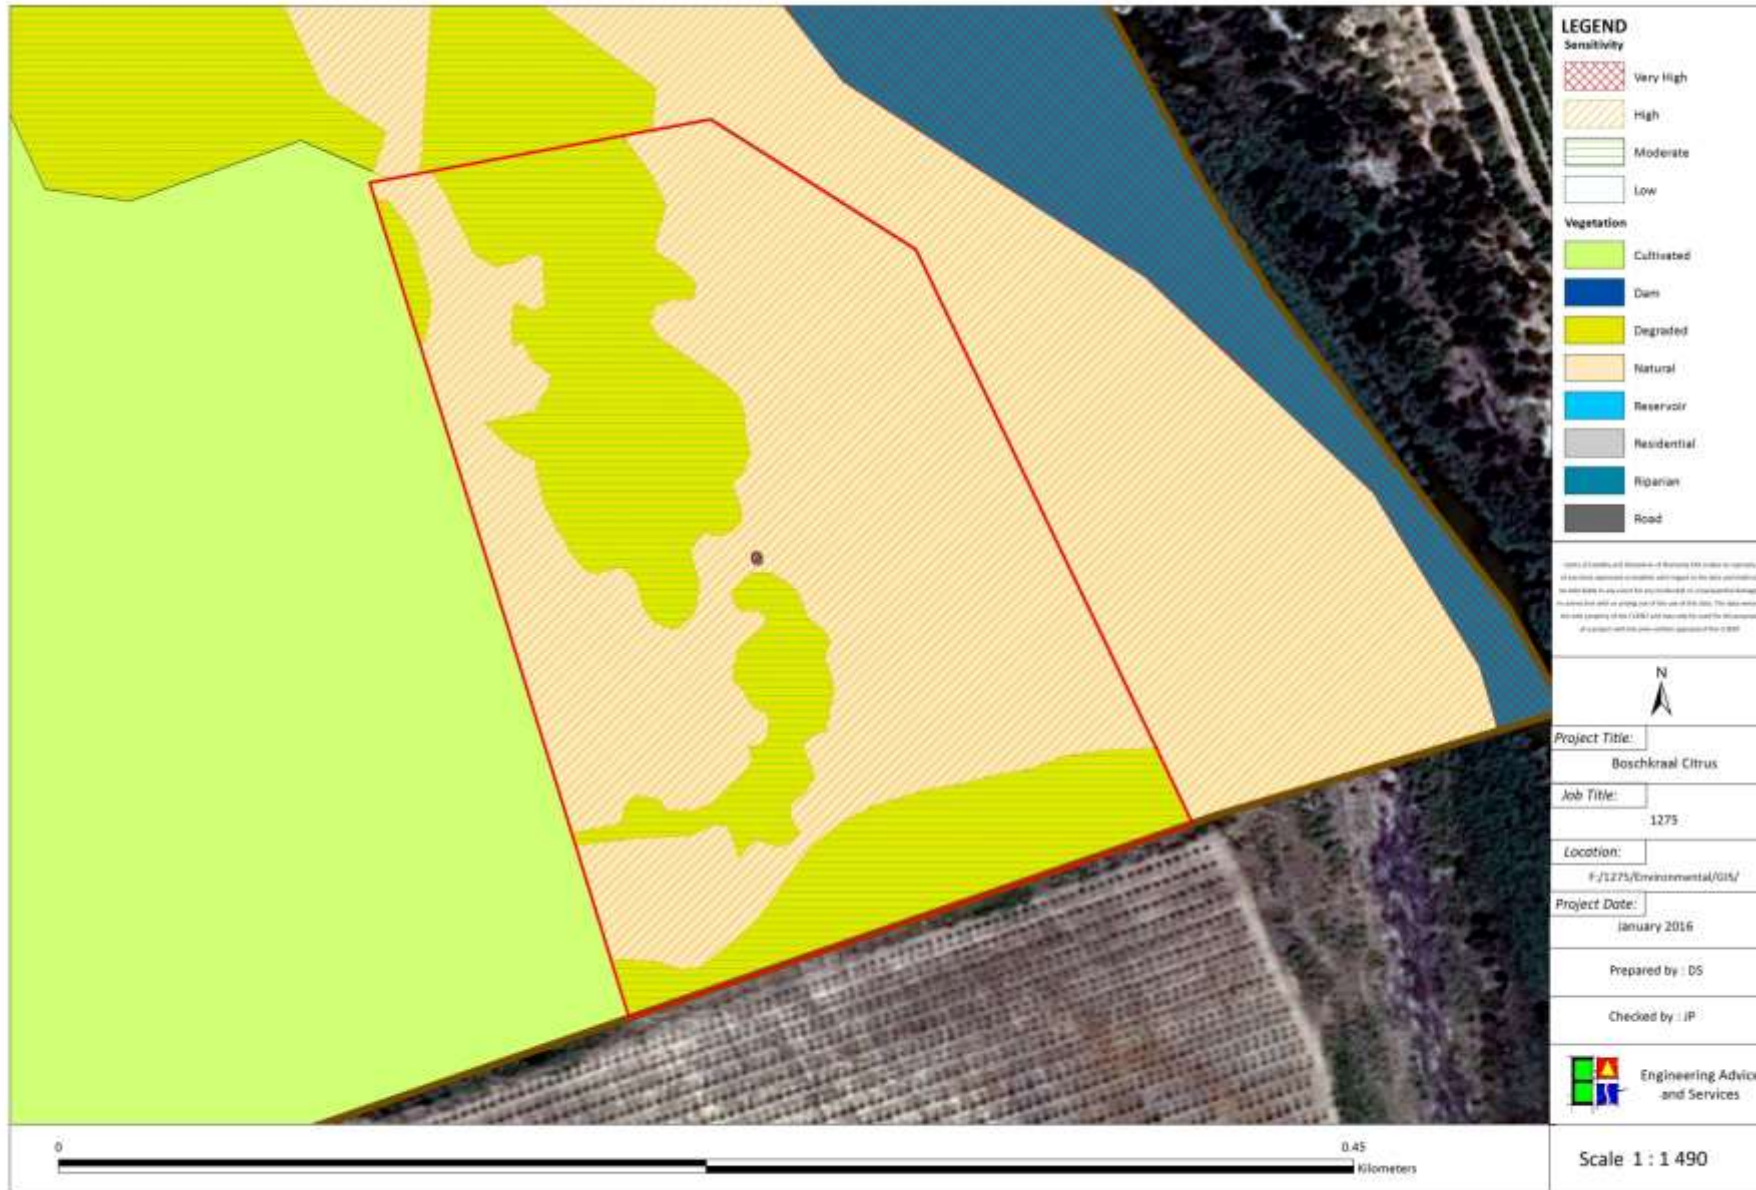 LEGEND
Sensitivity
Very High
High
Moderate
Low
Vegetation
Cultivated
Dam
Degraded
Natural
Reservoir
Residential
Riparian
Road
N
Project Title:
Boschkraal Citrus
Job Title:
1275
Location:
F:/1275/Environmental/GIS/
Project Date:
January 2016
Prepared by : DS
Checked by : JP
Engineering Advice
and Services
0
0.45
Kilometers
Scale 1 : 1 490